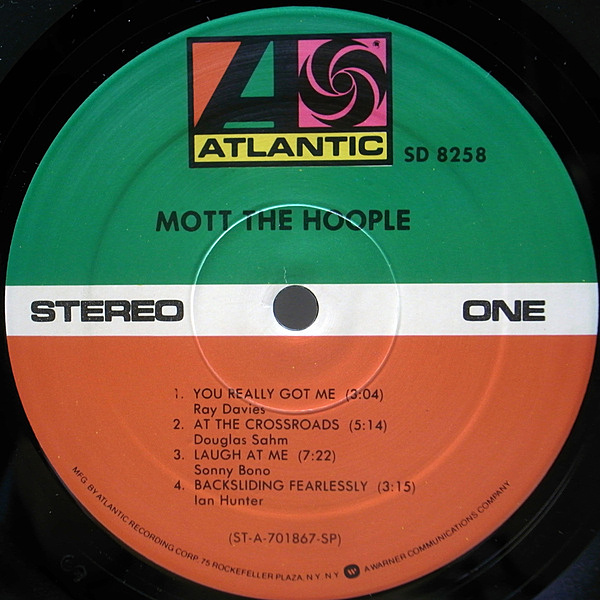 ATLANTIC
SD 8258
MOTT THE HOOPLE
STEREO
ONE
1. YOU REALLY GOT ME (3:04)
Ray Davies
2. AT THE CROSSROADS (5:14)
Douglas Sahm
3. LAUGH AT ME (7:22)
Sonny Bono
4. BACKSLIDING FEARLESSLY (3:15)
Ian Hunter
(ST-A-701867-SP)
MFG. BY ATLANTIC RECORDING CORP. 75 ROCKEFELLER PLAZA, N.Y. N.Y. A WARNER COMMUNICATIONS COMPANY